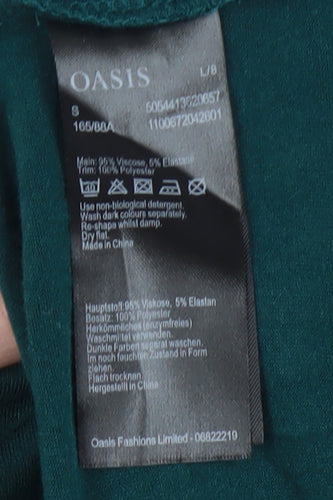 OASIS
L/8
S
5054413620657
165/88A
1100672042601
Main: 95% Viscose, 5% Elastane
Trim: 100% Polyester
40
Use non-biological detergent.
Wash dark colours separately.
Re-shape whilst damp.
Dry flat.
Made in China
Hauptstoff:95% Viskose, 5% Elastan
Besatz: 100% Polyester
Herkömmliches (enzymfreies)
Waschmittel verwenden.
Dunkle Farben separat waschen.
Im noch feuchten Zustand in Form
ziehen.
Flach trocknen.
Hergestellt in China
Oasis Fashions Limited - 06822219